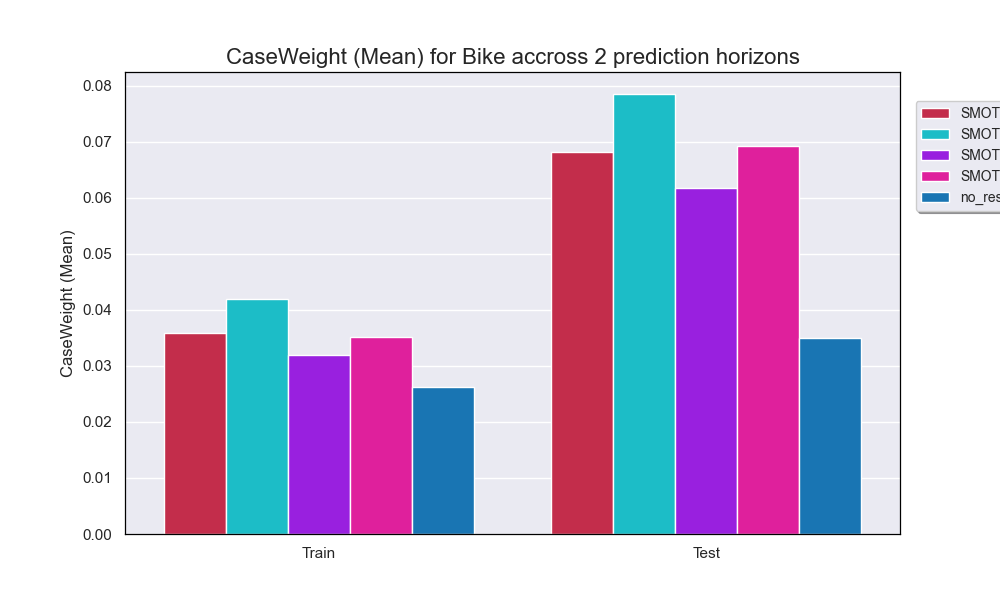 CaseWeight (Mean) for Bike accross 2 prediction horizons
CaseWeight (Mean)
0.08
0.07
0.06
0.05
0.04
0.03
0.02
0.01
0.00
Train
Test
SMOT
SMOT
SMOT
SMOT
no_res